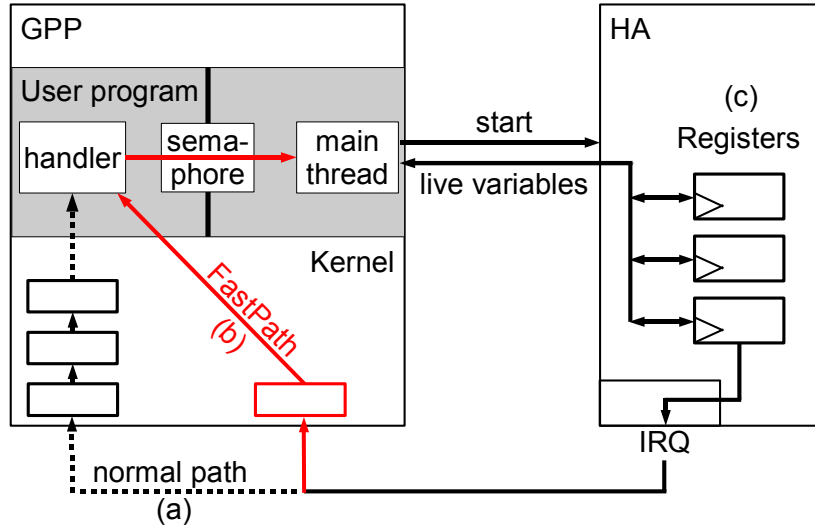 GPP
HA
User program
(c)
Registers
handler
sema-
phore
main
thread
start
live variables
Kernel
FastPath
(b)
IRQ
normal path
(a)